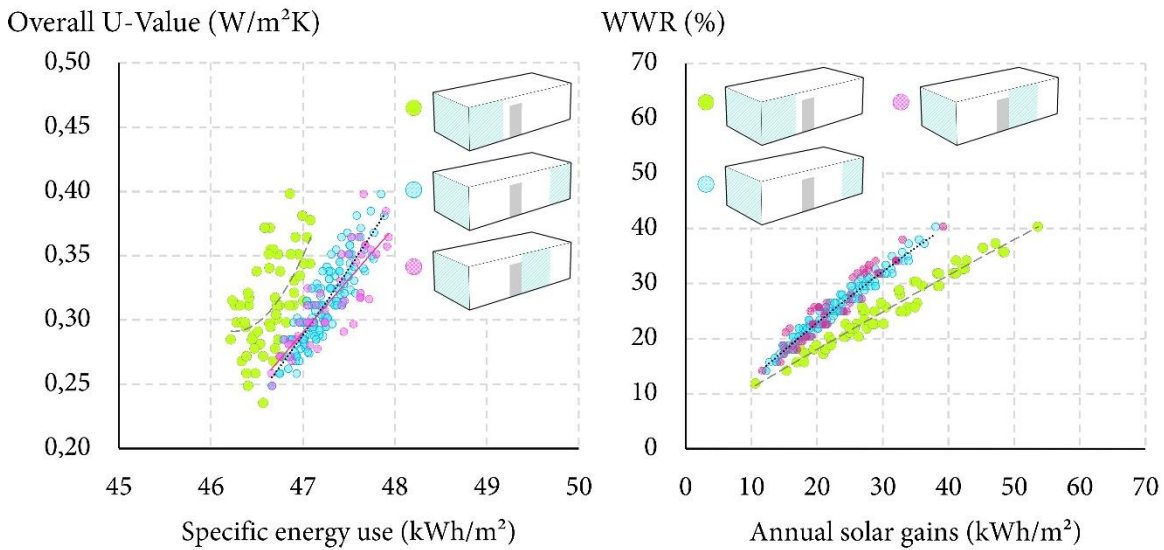 Overall U-Value (W/m²K)
0,50
0,45
0,40
0,35
0,30
0,25
0,20
45 46 47 48 49 50
Specific energy use (kWh/m²)
WWR (%)
70
60
50
40
30
20
10
0
0 10 20 30 40 50 60 70
Annual solar gains (kWh/m²)